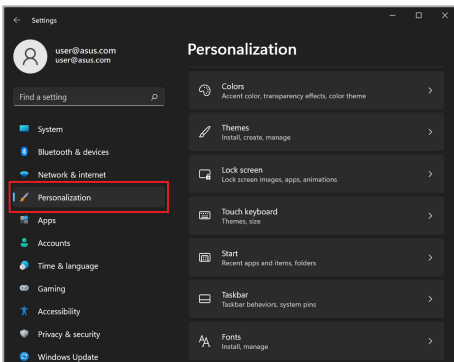 Settings
user@asus.com
user@asus.com
Find a setting
System
Bluetooth & devices
Network & internet
Personalization
Apps
Accounts
Time & language
Gaming
Accessibility
Privacy & security
Windows Update
Personalization
Colors
Accent color, transparency effects, color theme
Themes
Install, create, manage
Lock screen
Lock screen images, apps, animations
Touch keyboard
Themes, size
Start
Recent apps and items, folders
Taskbar
Taskbar behaviors, system pins
Fonts
Install, manage